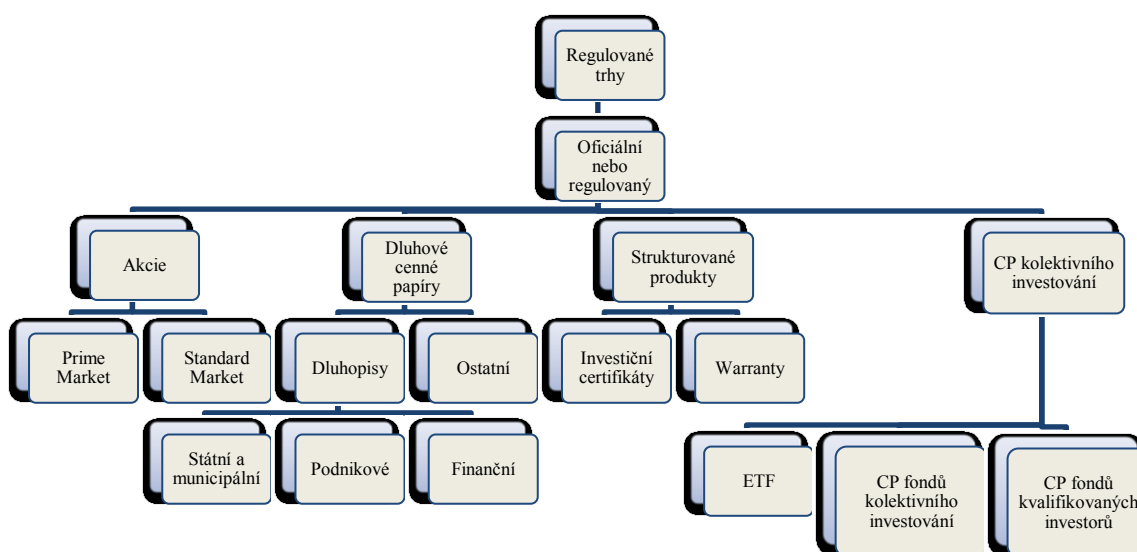 Regulované
trhy
Oficiální
nebo
regulovaný
Akcie
Dluhové
cenné
papíry
Strukturované
produkty
CP kolektivního
investování
Prime
Market
Standard
Market
Dluhopisy
Ostatní
Investiční
certifikáty
Warranty
Státní a
municipální
Podnikové
Finanční
ETF
CP fondů
kolektivního
investování
CP fondů
kvalifikovaných
investorů